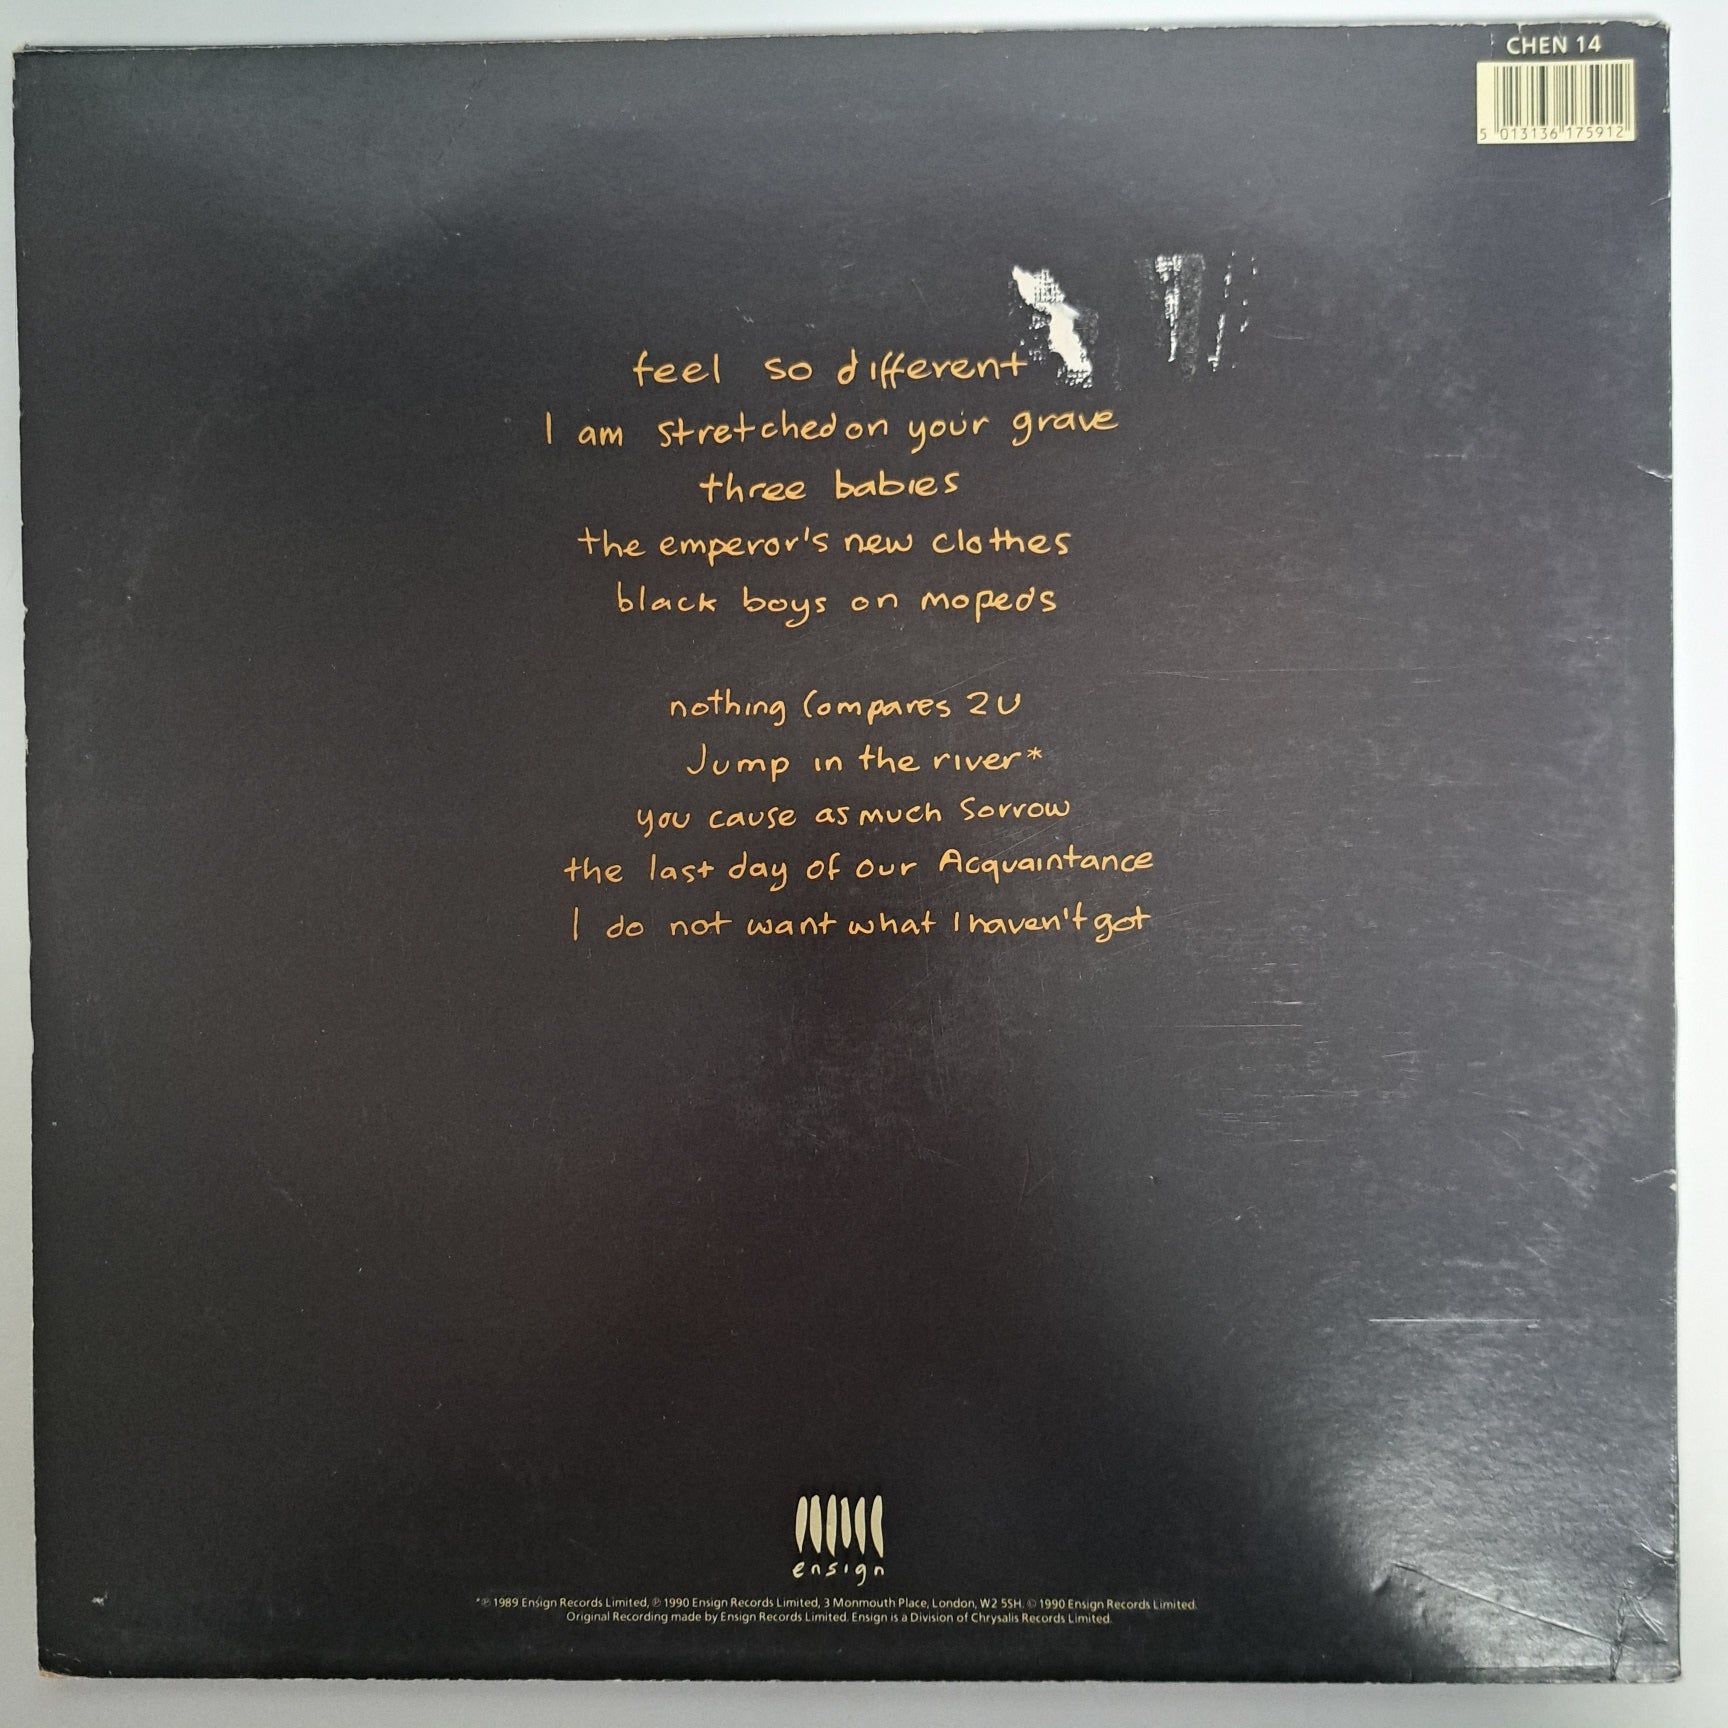 CHEN 14
5 013136 175912
feel so different
I am stretched on your grave
three babies
the emperor's new clothes
black boys on mopeds
nothing Compares 2U
Jump in the river*
you cause as much Sorrow
the last day of our Acquaintance
I do not want what I haven't got
ensign
*℗ 1989 Ensign Records Limited, ℗ 1990 Ensign Records Limited, 3 Monmouth Place, London, W2 5SH. © 1990 Ensign Records Limited.
Original Recording made by Ensign Records Limited. Ensign is a Division of Chrysalis Records Limited.